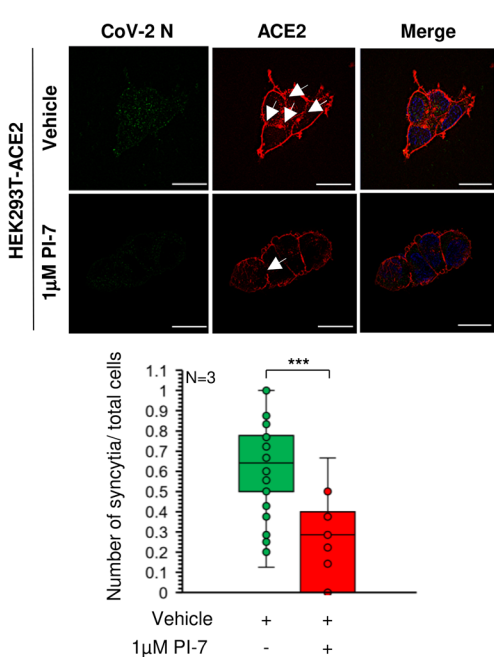 CoV-2 N ACE2 Merge
HEK293T-ACE2
Vehicle
1µM PI-7
Number of syncytia/ total cells
N=3
***
1.1
1
0.9
0.8
0.7
0.6
0.5
0.4
0.3
0.2
0.1
0
Vehicle + +
1µM PI-7 - +